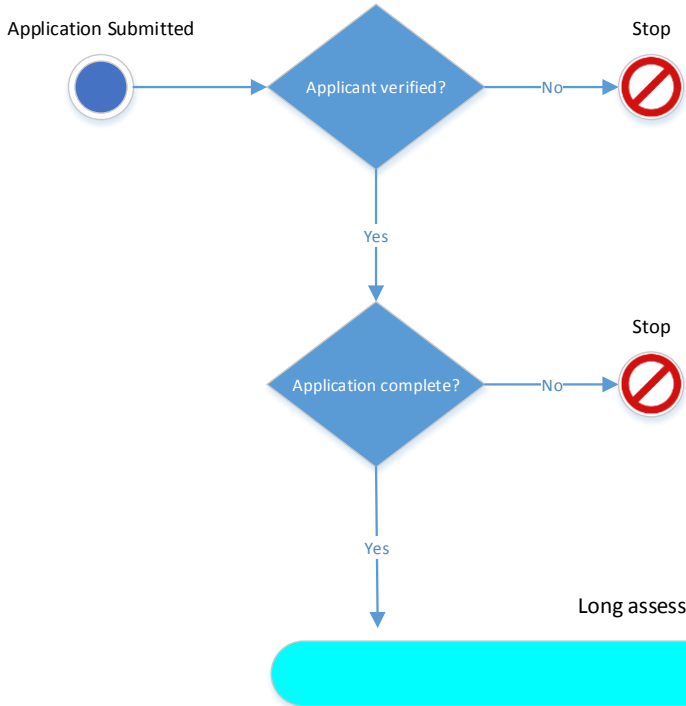 Application Submitted
Stop
Applicant verified?
No
Yes
Stop
Application complete?
No
Yes
Long assess